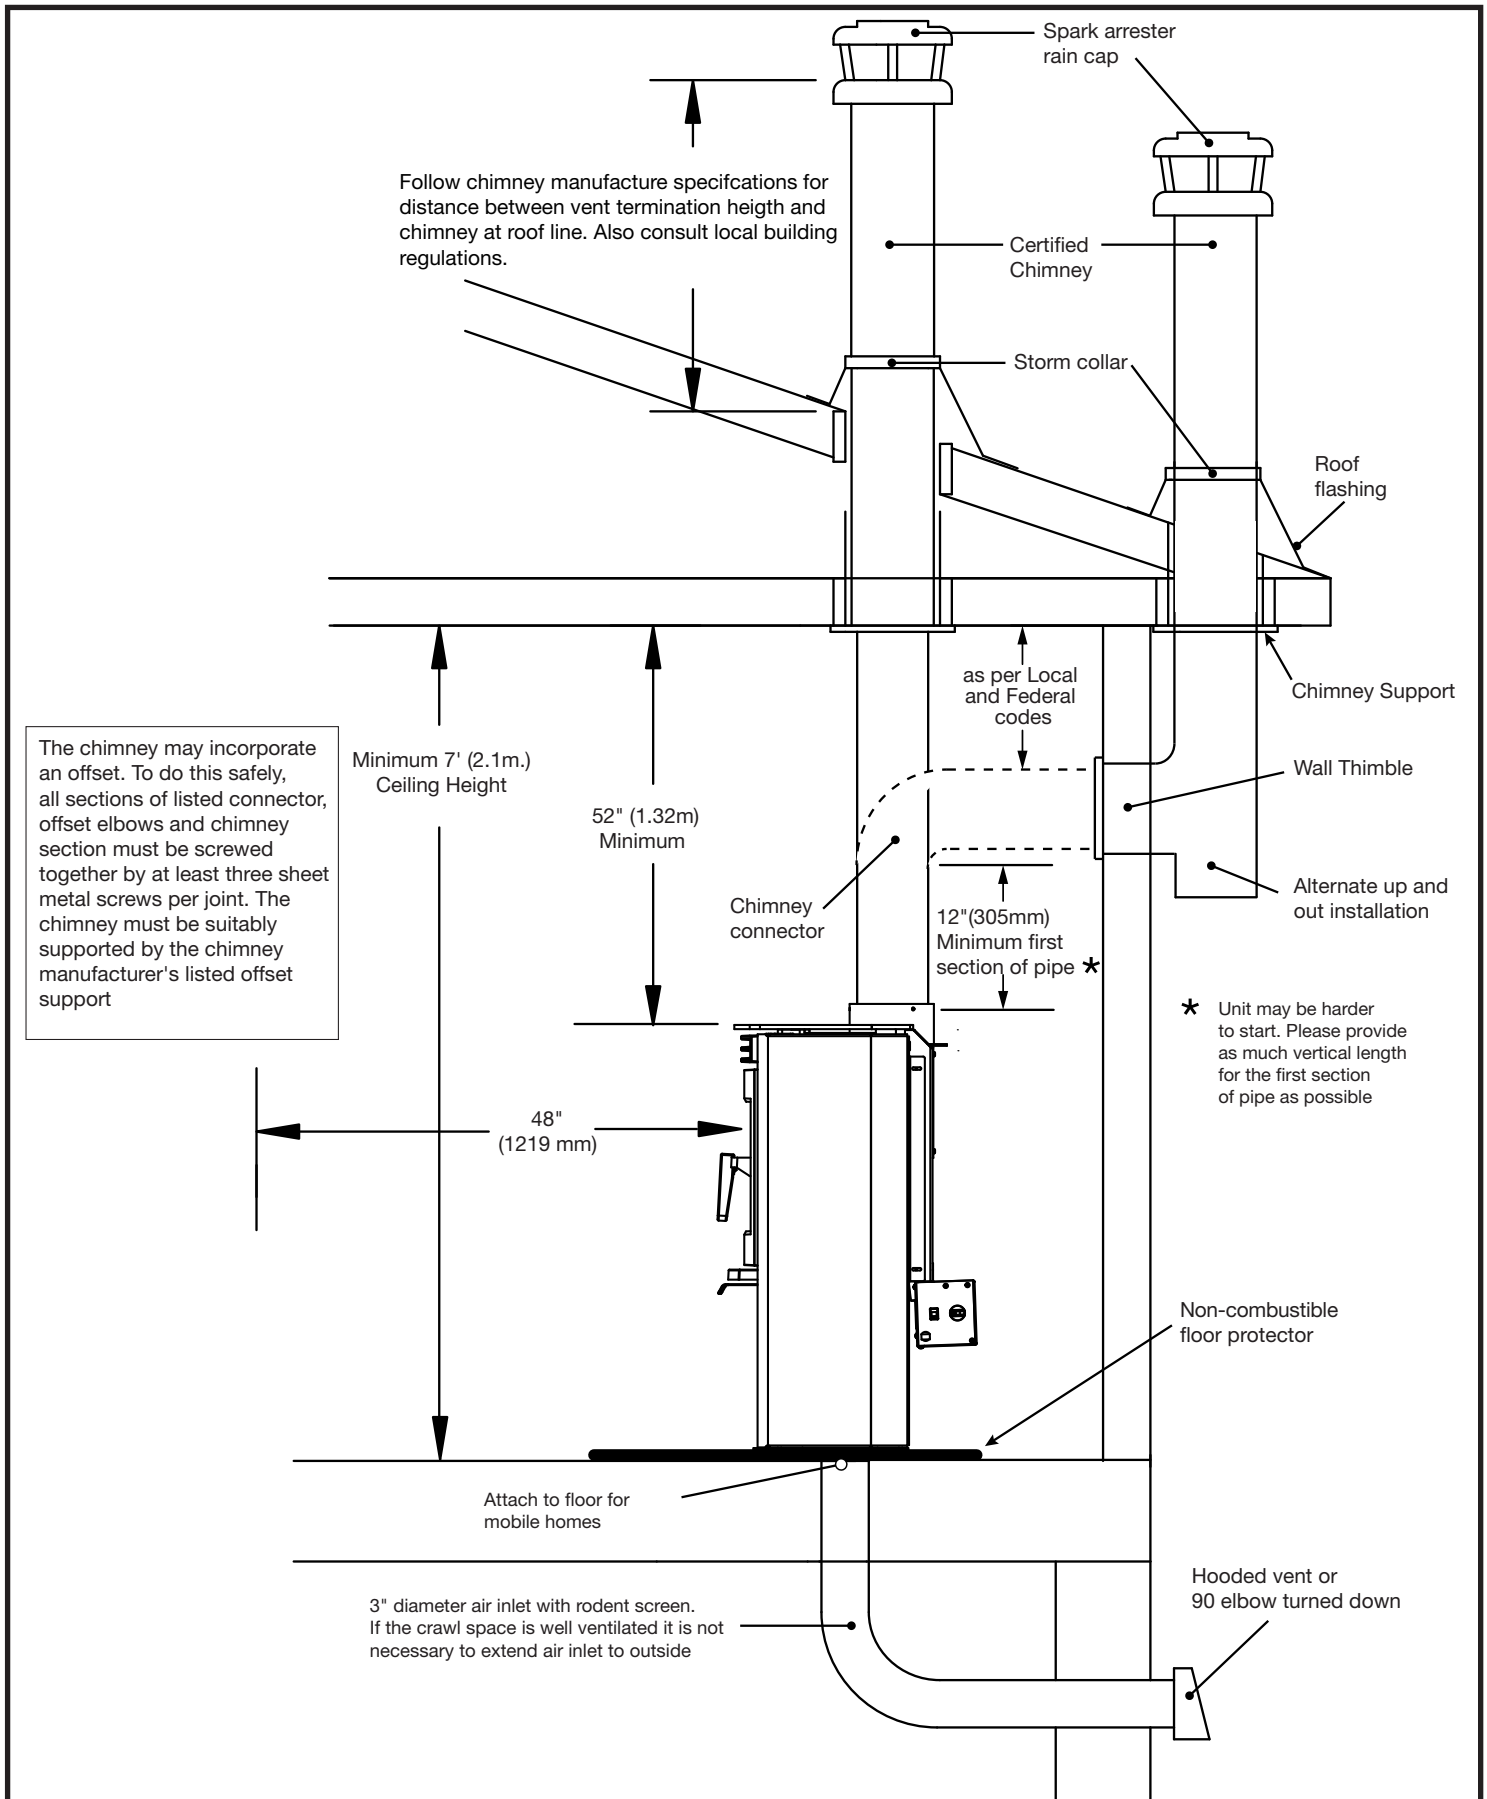 Spark arrester
rain cap
Follow chimney manufacture specifcations for
distance between vent termination heigth and
chimney at roof line. Also consult local building
regulations.
Certified
Chimney
Storm collar
Roof
flashing
as per Local
and Federal
codes
Chimney Support
The chimney may incorporate
an offset. To do this safely,
all sections of listed connector,
offset elbows and chimney
section must be screwed
together by at least three sheet
metal screws per joint. The
chimney must be suitably
supported by the chimney
manufacturer's listed offset
support
Minimum 7' (2.1m.)
Ceiling Height
52" (1.32m)
Minimum
Wall Thimble
Chimney
connector
12"(305mm)
Minimum first
section of pipe *
Alternate up and
out installation
* Unit may be harder
to start. Please provide
as much vertical length
for the first section
of pipe as possible
48"
(1219 mm)
Non-combustible
floor protector
Attach to floor for
mobile homes
3" diameter air inlet with rodent screen.
If the crawl space is well ventilated it is not
necessary to extend air inlet to outside
Hooded vent or
90 elbow turned down